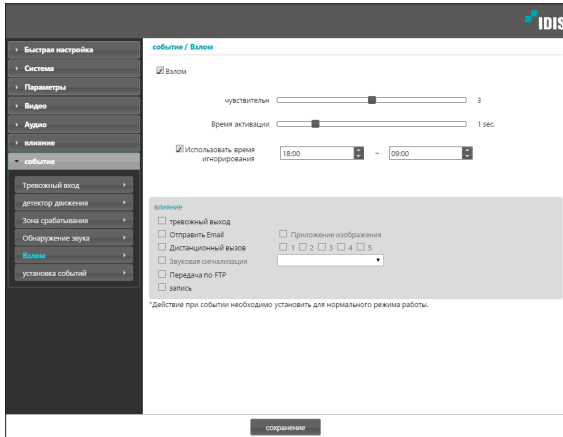 IDIS
Быстрая настройка
Система
Параметры
Видео
Аудио
влияние
событие
Тревожный вход
детектор движения
Зона срабатывания
Обнаружение звука
Взлом
установка событий
событие / Взлом
Взлом
чувствительн 3
Время активации 1 sec.
Использовать время
игнорирования
18:00 – 09:00
влияние
тревожный выход
Отправить Email Приложение изображения
Дистанционный вызов 1 2 3 4 5
Звуковая сигнализация
Передача по FTP
запись
*Действие при событии необходимо установить для нормального режима работы.
сохранение